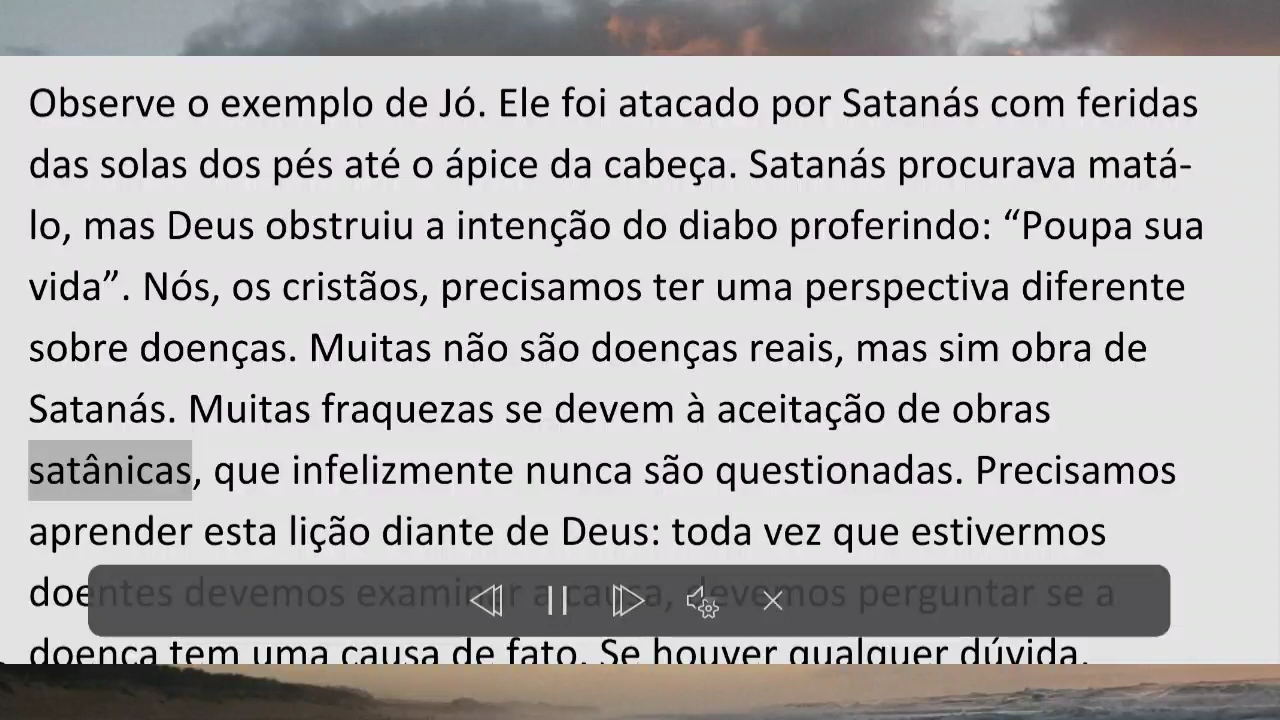 Observe o exemplo de Jó. Ele foi atacado por Satanás com feridas
das solas dos pés até o ápice da cabeça. Satanás procurava matá-
lo, mas Deus obstruiu a intenção do diabo proferindo: “Poupa sua
vida”. Nós, os cristãos, precisamos ter uma perspectiva diferente
sobre doenças. Muitas não são doenças reais, mas sim obra de
Satanás. Muitas fraquezas se devem à aceitação de obras
satânicas, que infelizmente nunca são questionadas. Precisamos
aprender esta lição diante de Deus: toda vez que estivermos
doentes devemos examinar a causa, devemos perguntar se a
doença tem uma causa de fato. Se houver qualquer dúvida,